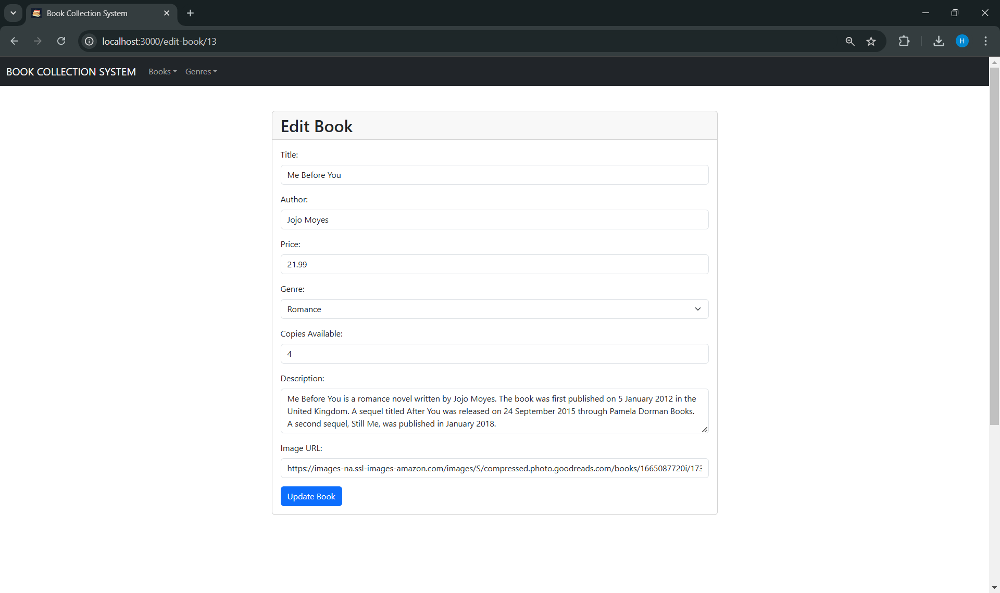 Book Collection System
localhost:3000/edit-book/13
H
BOOK COLLECTION SYSTEM Books Genres
Edit Book
Title:
Me Before You
Author:
Jojo Moyes
Price:
21.99
Genre:
Romance
Copies Available:
4
Description:
Me Before You is a romance novel written by Jojo Moyes. The book was first published on 5 January 2012 in the
United Kingdom. A sequel titled After You was released on 24 September 2015 through Pamela Dorman Books.
A second sequel, Still Me, was published in January 2018.
Image URL:
https://images-na.ssl-images-amazon.com/images/S/compressed.photo.goodreads.com/books/1665087720i/173
Update Book